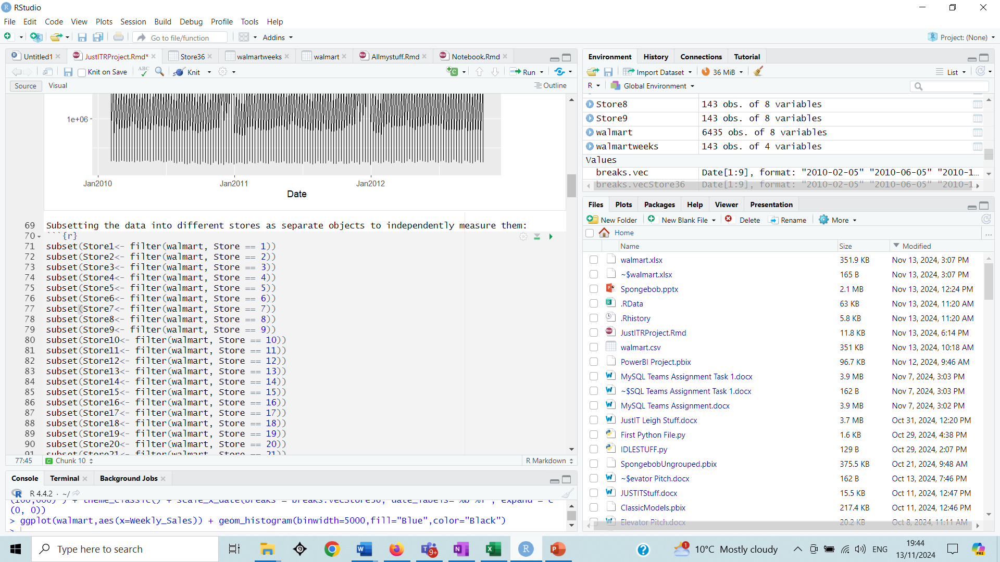 RStudio
File Edit Code View Plots Session Build Debug Profile Tools Help
Go to file/function Addins Project: (None)
Untitled1 JustITRProject.Rmd* Store36 walmartweeks walmart Allmystuff.Rmd Notebook.Rmd
Knit on Save ABC Knit Run
Source Visual Outline
1e+06
Jan2010 Jan2011 Jan2012
Date
69 Subsetting the data into different stores as separate objects to independently measure them:
70 ```{r}
71 subset(Store1<- filter(walmart, Store == 1))
72 subset(Store2<- filter(walmart, Store == 2))
73 subset(Store3<- filter(walmart, Store == 3))
74 subset(Store4<- filter(walmart, Store == 4))
75 subset(Store5<- filter(walmart, Store == 5))
76 subset(Store6<- filter(walmart, Store == 6))
77 subset(Store7<- filter(walmart, Store == 7))
78 subset(Store8<- filter(walmart, Store == 8))
79 subset(Store9<- filter(walmart, Store == 9))
80 subset(Store10<- filter(walmart, Store == 10))
81 subset(Store11<- filter(walmart, Store == 11))
82 subset(Store12<- filter(walmart, Store == 12))
83 subset(Store13<- filter(walmart, Store == 13))
84 subset(Store14<- filter(walmart, Store == 14))
85 subset(Store15<- filter(walmart, Store == 15))
86 subset(Store16<- filter(walmart, Store == 16))
87 subset(Store17<- filter(walmart, Store == 17))
88 subset(Store18<- filter(walmart, Store == 18))
89 subset(Store19<- filter(walmart, Store == 19))
90 subset(Store20<- filter(walmart, Store == 20))
91 subset(Store21<- filter(walmart, Store == 21))
77:45 Chunk 10 R Markdown
Console Terminal Background Jobs
R 4.4.2 · ~/
(100,000)") + theme_classic() + scale_x_date(breaks = breaks.vecStore36, date_labels="%b %Y", expand = c
(0, 0))
> ggplot(walmart,aes(x=Weekly_Sales)) + geom_histogram(binwidth=5000,fill="Blue",color="Black")
>
Environment History Connections Tutorial
Import Dataset 36 MiB List
R Global Environment
Store8 143 obs. of 8 variables
Store9 143 obs. of 8 variables
walmart 6435 obs. of 8 variables
walmartweeks 143 obs. of 4 variables
Values
breaks.vec Date[1:9], format: "2010-02-05" "2010-06-05" "2010-1...
breaks.vecStore36 Date[1:9], format: "2010-02-05" "2010-06-05" "2010-1...
Files Plots Packages Help Viewer Presentation
New Folder New Blank File Delete Rename More
Home ...
Name Size Modified
walmart.xlsx 351.9 KB Nov 13, 2024, 3:07 PM
~$walmart.xlsx 165 B Nov 13, 2024, 3:07 PM
Spongebob.pptx 2.1 MB Nov 13, 2024, 12:24 PM
.RData 63 KB Nov 13, 2024, 11:20 AM
.Rhistory 5.8 KB Nov 13, 2024, 11:20 AM
JustITRProject.Rmd 11.8 KB Nov 13, 2024, 6:14 PM
walmart.csv 351 KB Nov 13, 2024, 10:18 AM
PowerBI Project.pbix 96.7 KB Nov 12, 2024, 9:46 AM
MySQL Teams Assignment Task 1.docx 3.9 MB Nov 7, 2024, 3:03 PM
~$SQL Teams Assignment Task 1.docx 162 B Nov 7, 2024, 3:03 PM
MySQL Teams Assignment.docx 3.9 MB Nov 7, 2024, 3:02 PM
JustIT Leigh Stuff.docx 3.7 MB Oct 31, 2024, 12:20 PM
First Python File.py 1.6 KB Oct 29, 2024, 4:38 PM
IDLESTUFF.py 129 B Oct 29, 2024, 2:07 PM
SpongebobUngrouped.pbix 375.5 KB Oct 21, 2024, 9:48 AM
~$evator Pitch.docx 162 B Oct 13, 2024, 7:46 PM
JUSTITStuff.docx 15.5 KB Oct 11, 2024, 12:47 PM
ClassicModels.pbix 217.4 KB Oct 11, 2024, 12:46 PM
Elevator Pitch.docx 20.2 KB Oct 8, 2024, 11:11 AM
Type here to search 9+ 1 10°C Mostly cloudy ENG 19:44
13/11/2024
PRE